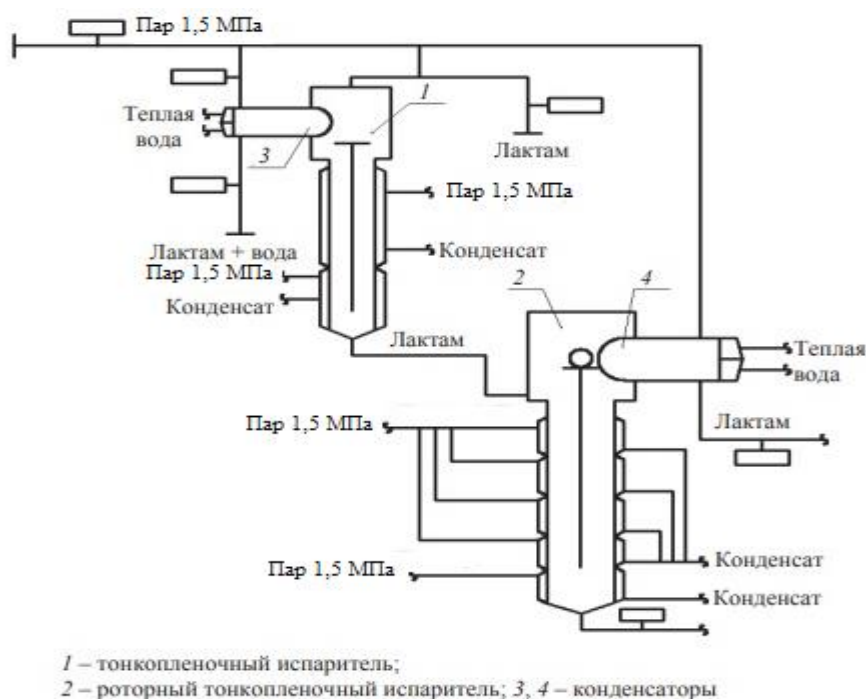 Пар 1,5 МПа
1
Теплая
вода
3
Лактам
Пар 1,5 МПа
Лактам + вода
Конденсат
Пар 1,5 МПа
Конденсат
2
4
Лактам
Теплая
вода
Пар 1,5 МПа
Лактам
Пар 1,5 МПа
Конденсат
Конденсат
1 – тонкопленочный испаритель;
2 – роторный тонкопленочный испаритель; 3, 4 – конденсаторы